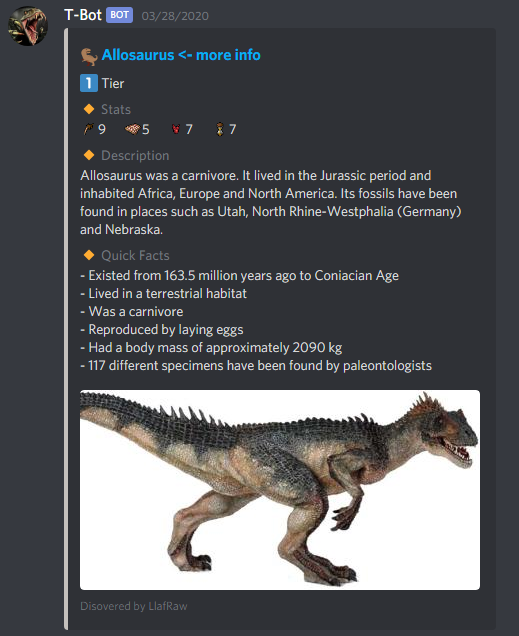 T-Bot BOT 03/28/2020
Allosaurus <- more info
1 Tier
Stats
9 5 7 7
Description
Allosaurus was a carnivore. It lived in the Jurassic period and
inhabited Africa, Europe and North America. Its fossils have been
found in places such as Utah, North Rhine-Westphalia (Germany)
and Nebraska.
Quick Facts
- Existed from 163.5 million years ago to Coniacian Age
- Lived in a terrestrial habitat
- Was a carnivore
- Reproduced by laying eggs
- Had a body mass of approximately 2090 kg
- 117 different specimens have been found by paleontologists
Disovered by LlafRaw